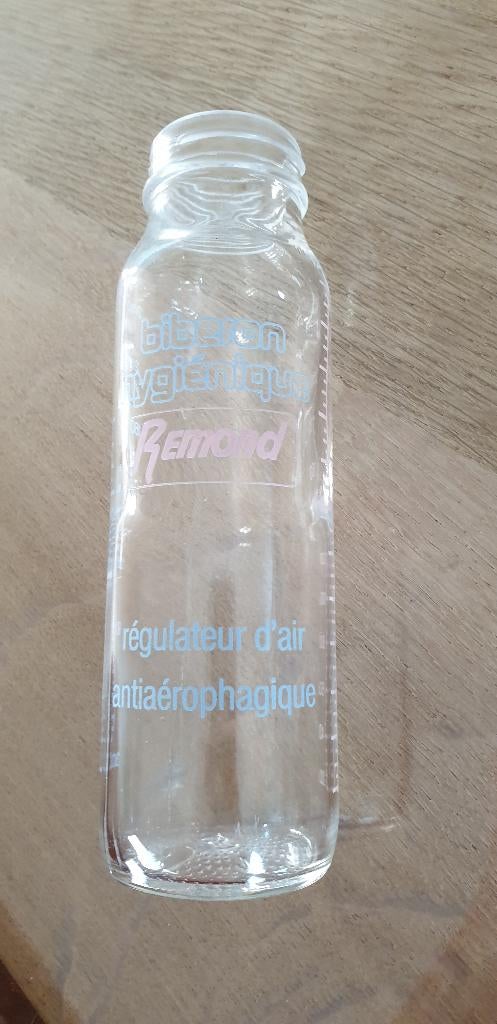 biberon
hygiénique
Remond
régulateur d'air
antiaérophagique